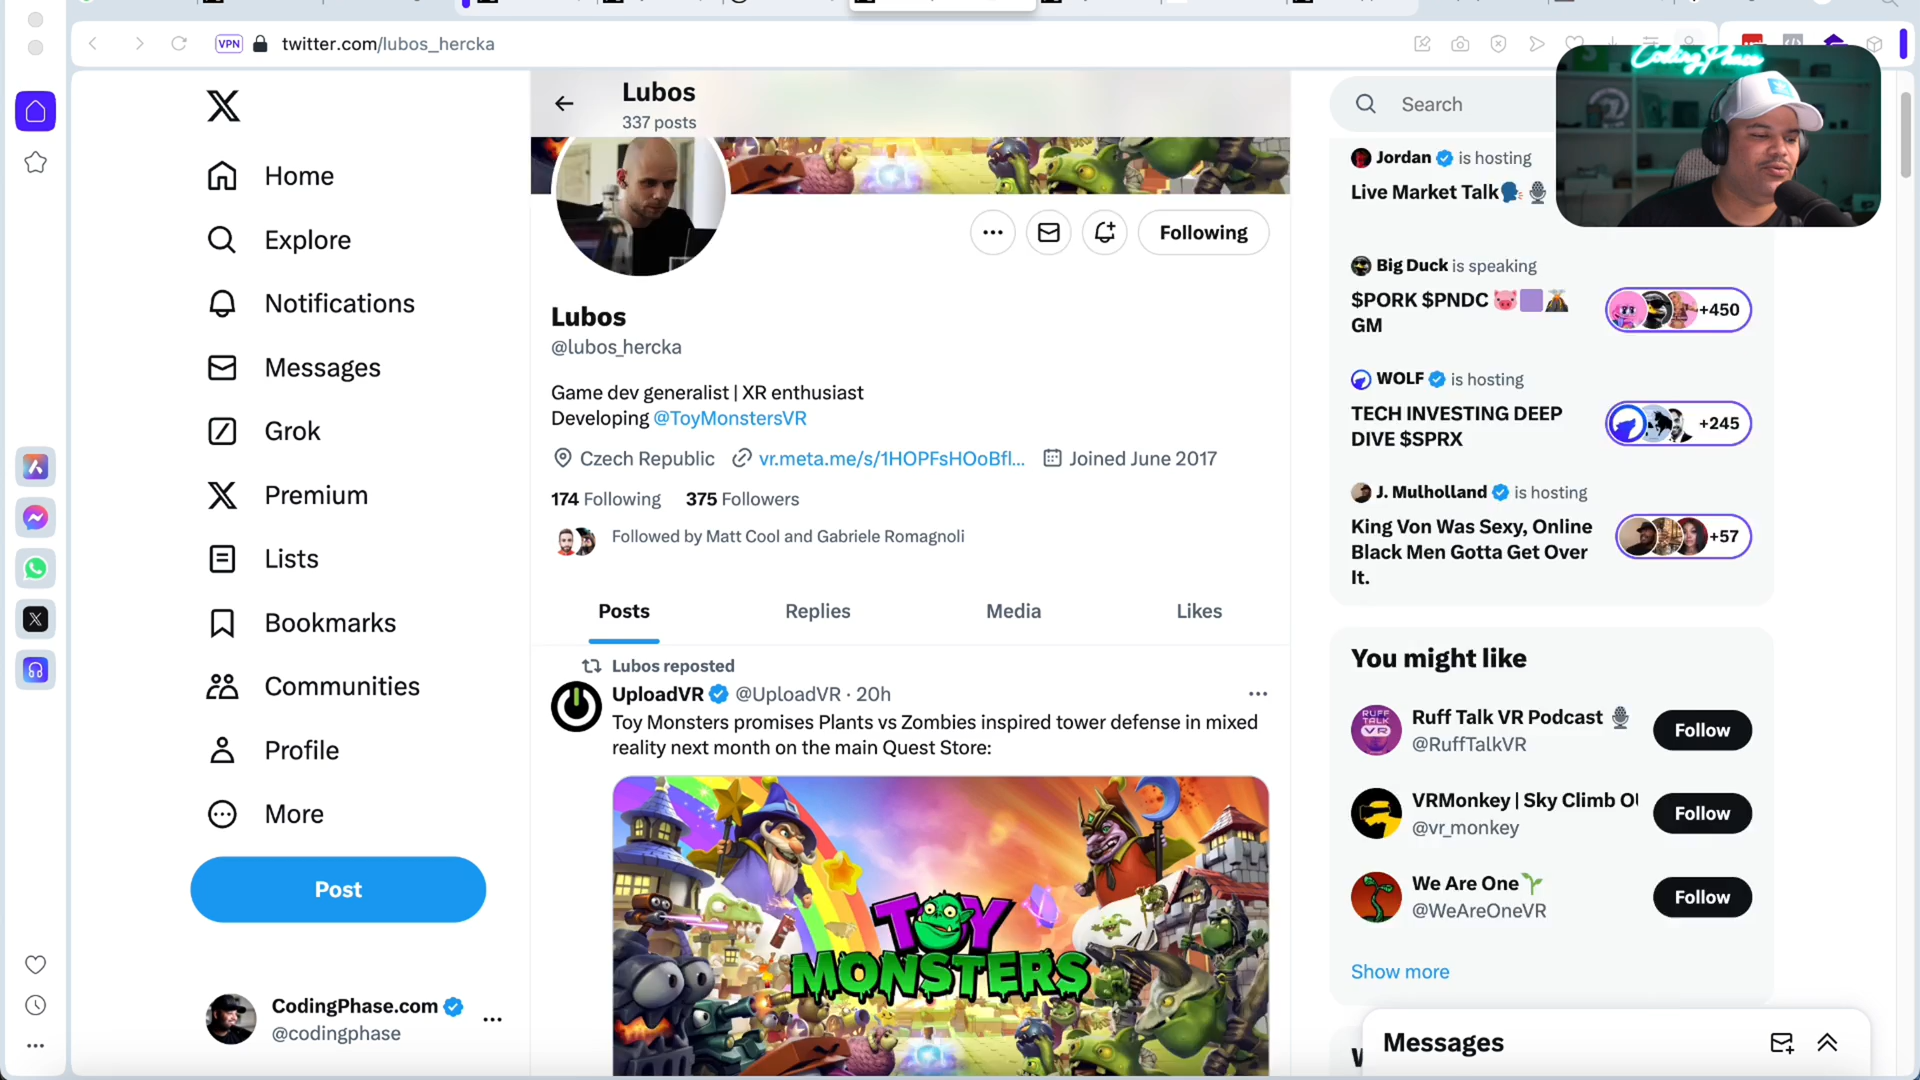 VPN
twitter.com/lubos_hercka
CodingPhase
Home
Explore
Notifications
Messages
Grok
Premium
Lists
Bookmarks
Communities
Profile
More
Post
CodingPhase.com
@codingphase
Lubos
337 posts
Following
Lubos
@lubos_hercka
Game dev generalist | XR enthusiast
Developing @ToyMonstersVR
Czech Republic vr.meta.me/s/1HOPFsHOoBfl... Joined June 2017
174 Following 375 Followers
Followed by Matt Cool and Gabriele Romagnoli
Posts Replies Media Likes
Lubos reposted
UploadVR @UploadVR · 20h
Toy Monsters promises Plants vs Zombies inspired tower defense in mixed
reality next month on the main Quest Store:
TOY
MONSTERS
Search
Jordan is hosting
Live Market Talk
Big Duck is speaking
$PORK $PNDC
GM
+450
WOLF is hosting
TECH INVESTING DEEP
DIVE $SPRX
+245
J. Mulholland is hosting
King Von Was Sexy, Online
Black Men Gotta Get Over
It.
+57
You might like
RUFF
TALK
VR
Ruff Talk VR Podcast
@RuffTalkVR
Follow
VRMonkey | Sky Climb O
@vr_monkey
Follow
We Are One
@WeAreOneVR
Follow
Show more
Messages